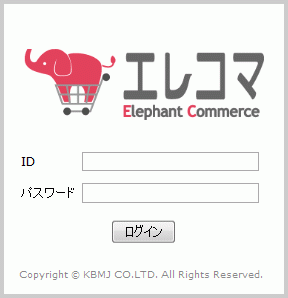 エレコマ
Elephant Commerce
ID
パスワード
ログイン
Copyright © KBMJ CO.LTD. All Rights Reserved.